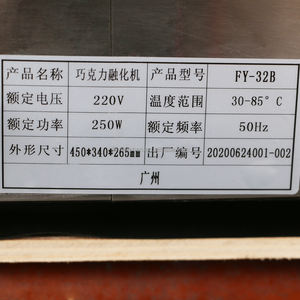 产品名称 巧克力融化机 产品型号 FY-32B
额定电压 220V 温度范围 30-85° C
额定功率 250W 额定频率 50Hz
外形尺寸 450*340*265mm 出厂编号 20200624001-002
广州